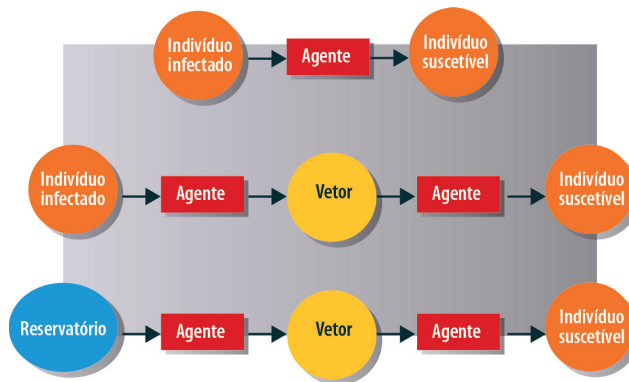 Indivíduo
infectado
Agente
Indivíduo
suscetível
Indivíduo
infectado
Agente
Vetor
Agente
Indivíduo
suscetível
Reservatório
Agente
Vetor
Agente
Indivíduo
suscetível